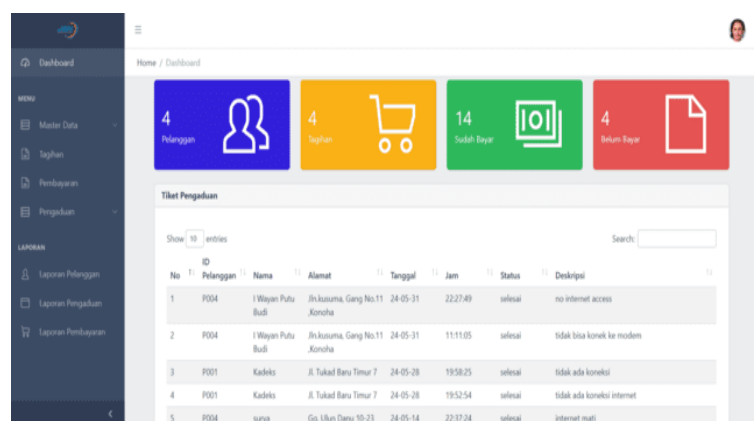 Home / Dashboard
Dashboard
MENU
Master Data
Tagihan
Pembayaran
Pengaduan
LAPORAN
Laporan Pelanggan
Laporan Pengaduan
Laporan Pembayaran
4
Pelanggan
4
Tagihan
14
Sudah Bayar
4
Belum Bayar
Tiket Pengaduan
Show 10 entries
Search:
No ID Pelanggan Nama Alamat Tanggal Jam Status Deskripsi
1 P004 I Wayan Putu Budi Jln.kusuma, Gang No.11 ,Konoha 24-05-31 22:27:49 selesai no internet access
2 P004 I Wayan Putu Budi Jln.kusuma, Gang No.11 ,Konoha 24-05-31 11:11:05 selesai tidak bisa konek ke modem
3 P001 Kadeks Jl. Tukad Baru Timur 7 24-05-28 19:58:25 selesai tidak ada koneksi
4 P001 Kadeks Jl. Tukad Baru Timur 7 24-05-28 19:52:54 selesai tidak ada koneksi internet
5 P004 surya Gg. Ulun Danu 10-23 24-05-14 22:37:24 selesai internet mati